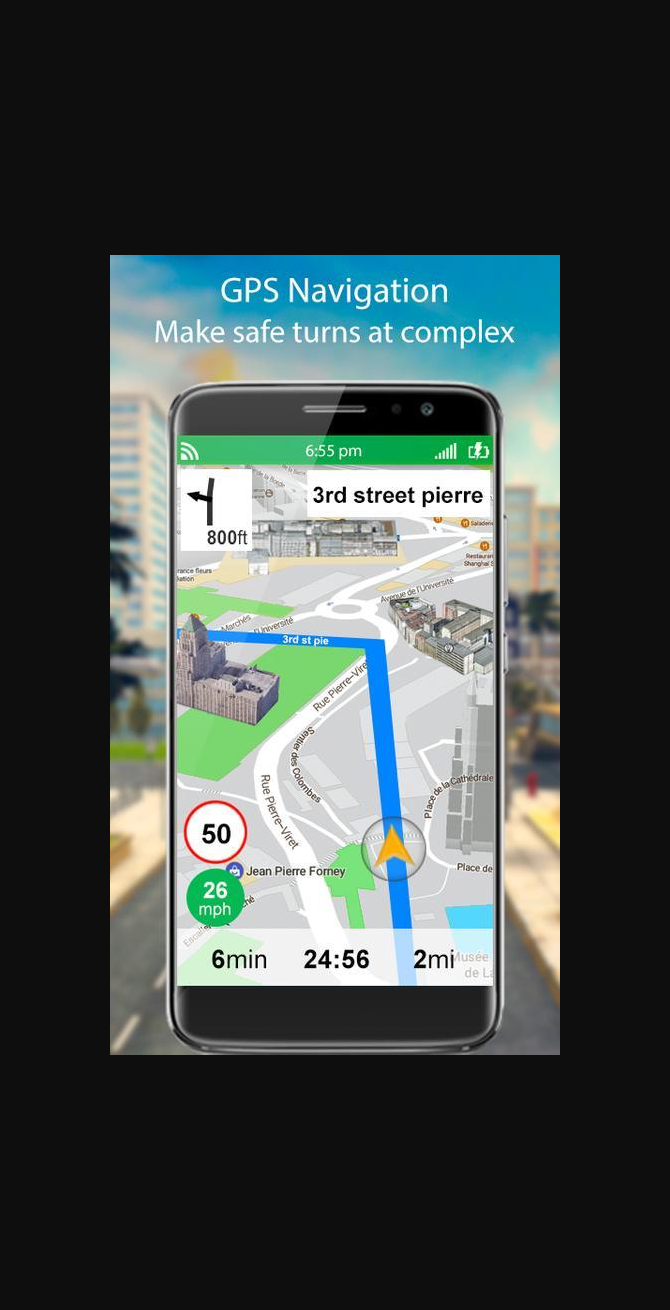 GPS Navigation
Make safe turns at complex
6:55 pm
3rd street pierre
800ft
Saladerie
Restauran
Shanghai S
rance fleurs
Avenue de l'Université
Marchés
l'Université
3rd st pie
Rue Pierre-Viret
Sentier des Colombes
Rue Pierre-Viret
Place de la Cathédrale
50
Jean Pierre Forney
Place de
26
mph
6min
24:56
2mi
Musée
de La